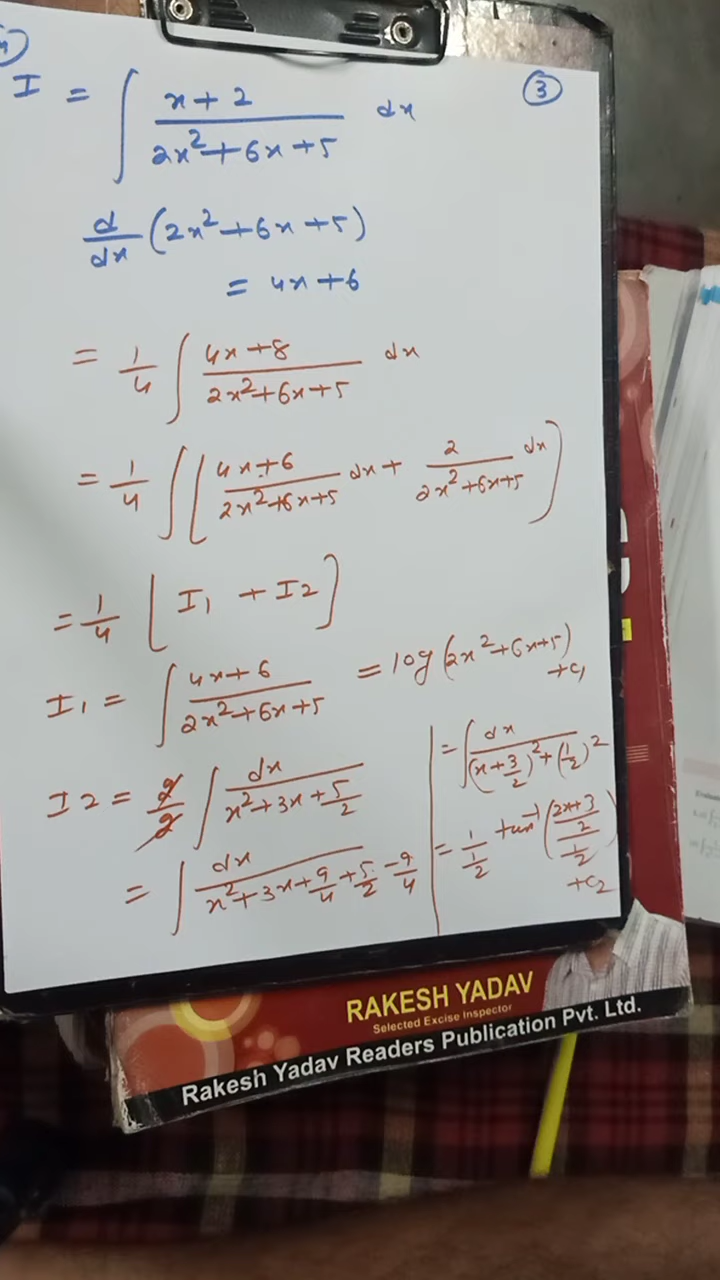 I = ∫ (x+2)/(2x²+6x+5) dx
③
d/dx (2x²+6x+5)
= 4x+6
= 1/4 ∫ (4x+8)/(2x²+6x+5) dx
= 1/4 ∫[ (4x+6)/(2x²+6x+5) dx + 2/(2x²+6x+5) dx ]
= 1/4 [ I₁ + I2 ]
I₁ = ∫ (4x+6)/(2x²+6x+5) = log(2x²+6x+5) +c₁
I2 = 2/2 ∫ dx/(x²+3x+5/2)
= ∫ dx/(x²+3x+9/4+5/2-9/4)
= ∫ dx/((x+3/2)²+(1/2)²)
= 1/(1/2) tan⁻¹(((2x+3)/2)/(1/2)) +c₂
RAKESH YADAV
Selected Excise Inspector
Rakesh Yadav Readers Publication Pvt. Ltd.